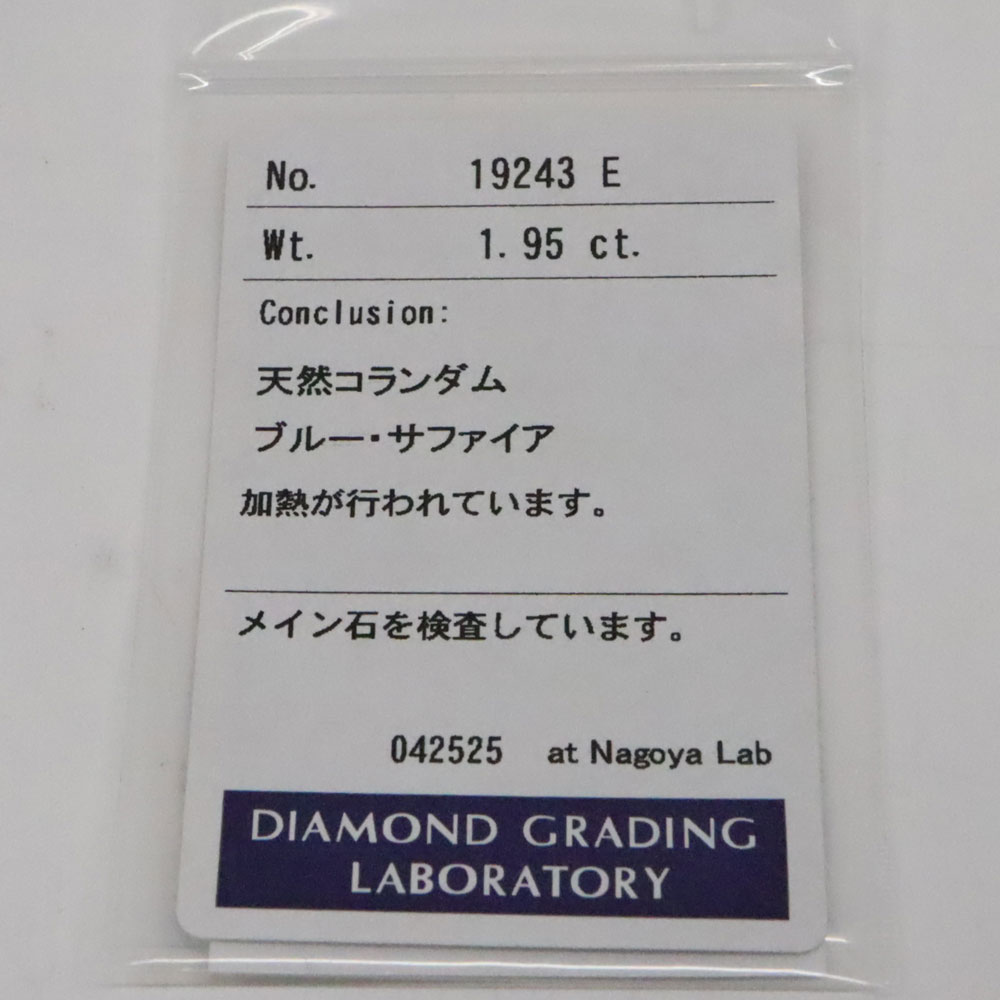 No. 19243 E
Wt. 1.95 ct.
Conclusion:
天然コランダム
ブルー・サファイア
加熱が行われています。
メイン石を検査しています。
042525 at Nagoya Lab
DIAMOND GRADING
LABORATORY